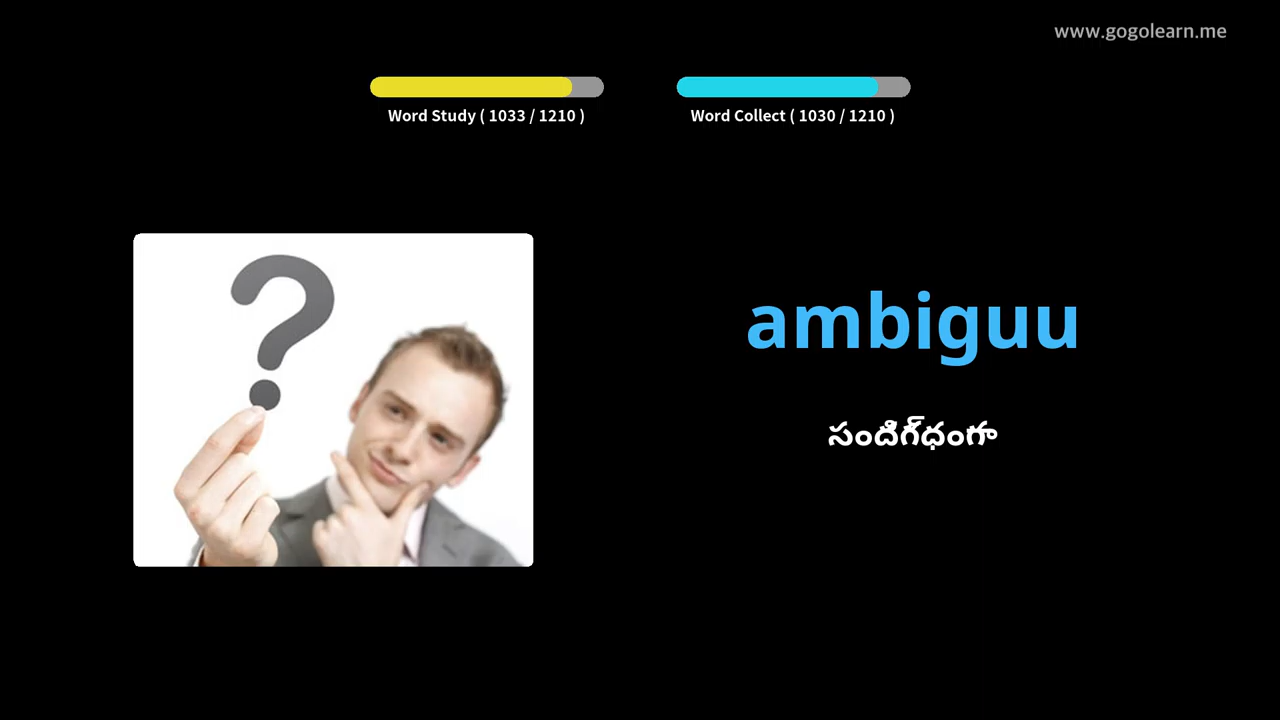 www.gogolearn.me
Word Study ( 1033 / 1210 )
Word Collect ( 1030 / 1210 )
?
ambiguu
సందిగ్ధంగా